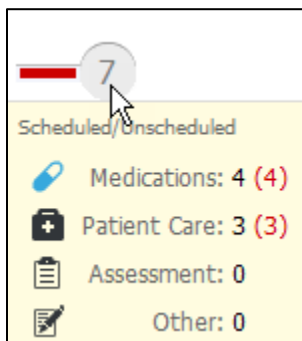 7
Scheduled/Unscheduled
Medications: 4 (4)
Patient Care: 3 (3)
Assessment: 0
Other: 0